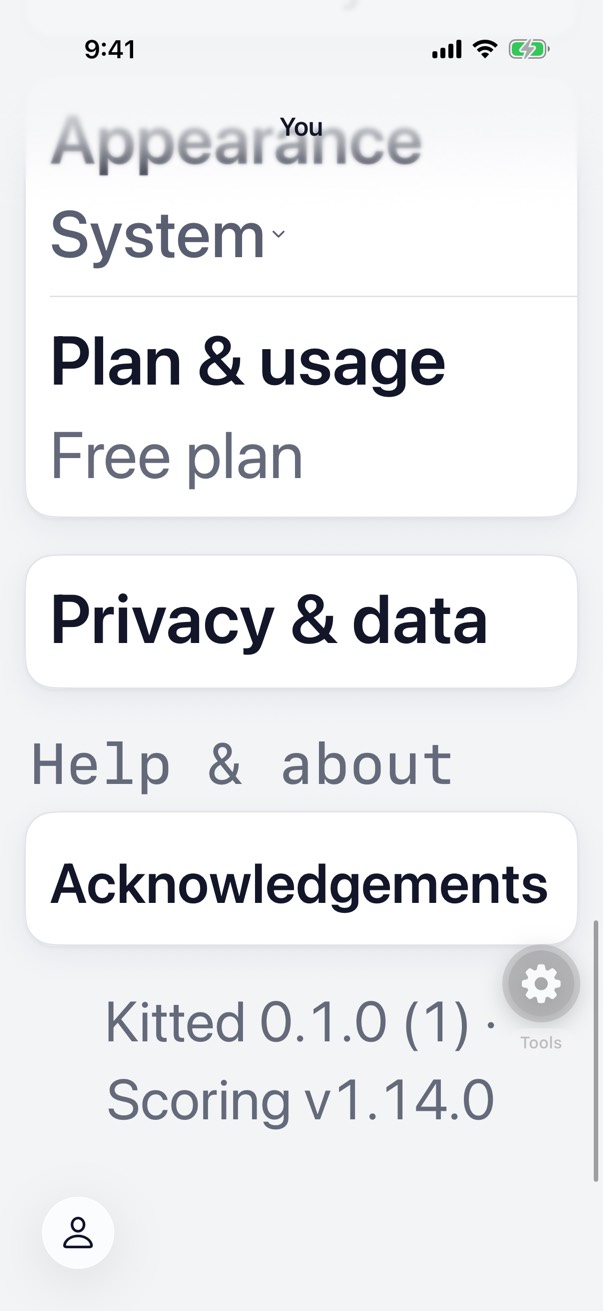 9:41
You
Appearance
System
Plan & usage
Free plan
Privacy & data
Help & about
Acknowledgements
Kitted 0.1.0 (1) ·
Scoring v1.14.0
Tools